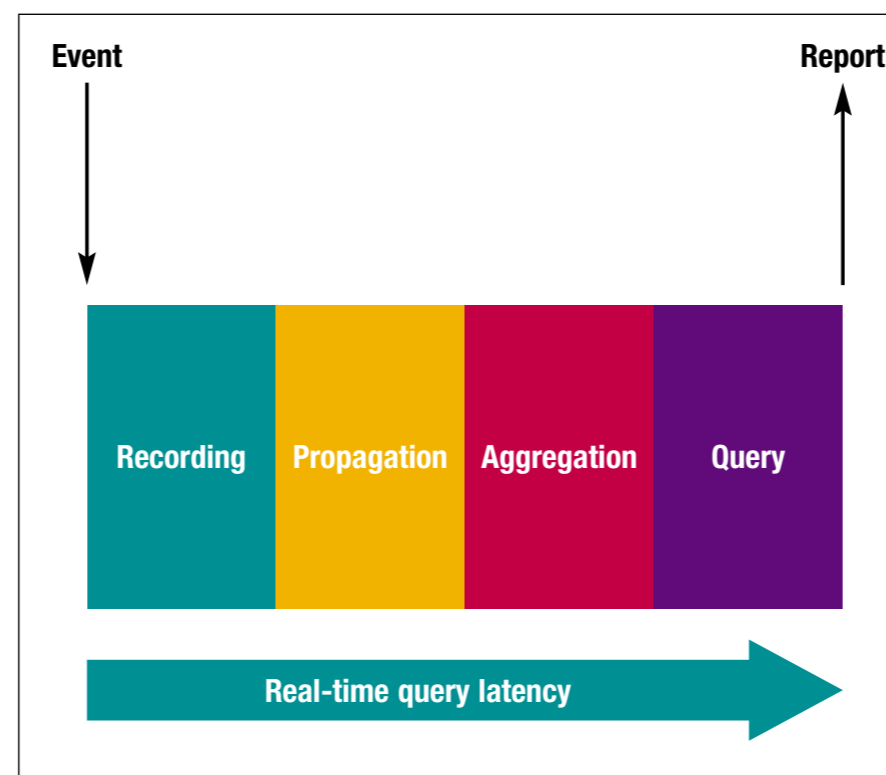 Event
Report
Recording
Propagation
Aggregation
Query
Real-time query latency